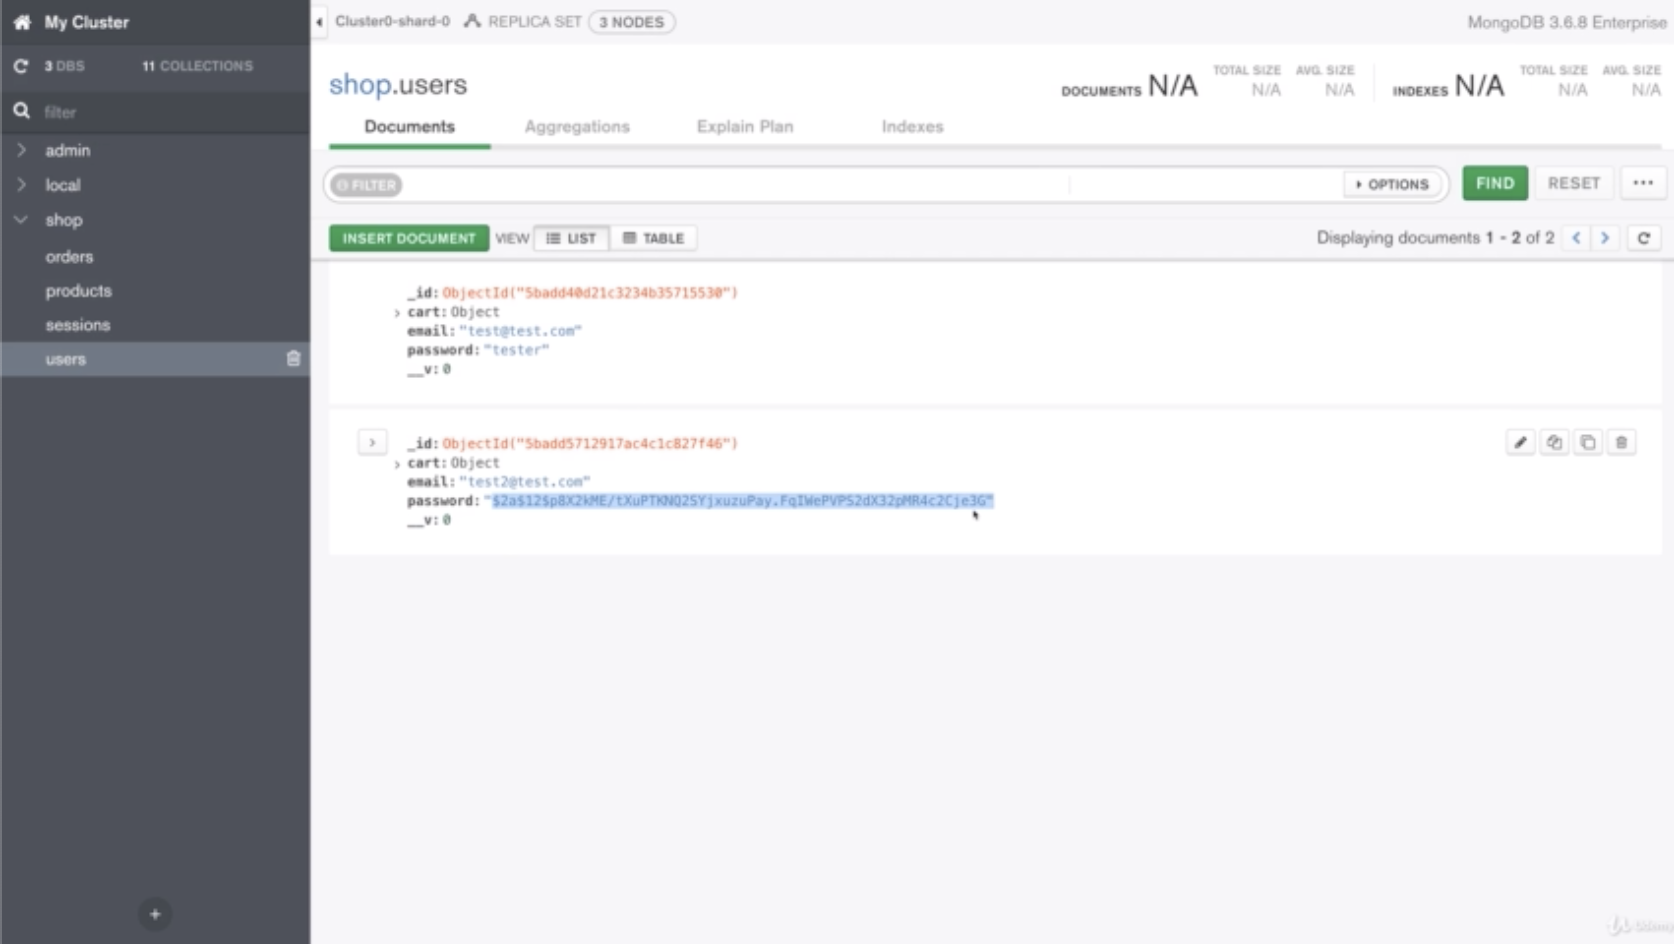 My Cluster
3 DBS 11 COLLECTIONS
filter
admin
local
shop
orders
products
sessions
users
Cluster0-shard-0 REPLICA SET 3 NODES
MongoDB 3.6.8 Enterprise
shop.users
DOCUMENTS N/A TOTAL SIZE N/A AVG. SIZE N/A
INDEXES N/A TOTAL SIZE N/A AVG. SIZE N/A
Documents Aggregations Explain Plan Indexes
FILTER OPTIONS FIND RESET ...
INSERT DOCUMENT VIEW LIST TABLE
Displaying documents 1 - 2 of 2
_id: ObjectId("5badd40d21c3234b35715530")
cart: Object
email: "test@test.com"
password: "tester"
__v: 0
_id: ObjectId("5badd5712917ac4c1c827f46")
cart: Object
email: "test2@test.com"
password: "$2a$12$p8X2kME/tXuPTKNQ2SYjxuzuPay.FqIWePVPS2dX32pMR4c2Cje3G"
__v: 0
Udemy